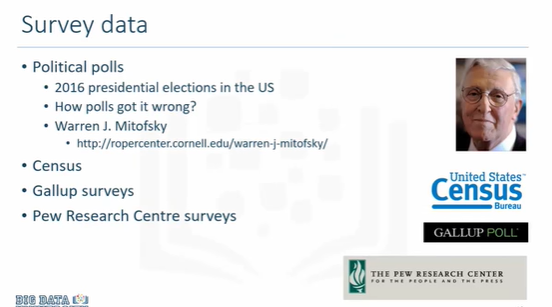 Survey data
• Political polls
• 2016 presidential elections in the US
• How polls got it wrong?
• Warren J. Mitofsky
• http://ropercenter.cornell.edu/warren-j-mitofsky/
• Census
• Gallup surveys
• Pew Research Centre surveys
United States™
Census
Bureau
GALLUP POLL
THE PEW RESEARCH CENTER
FOR THE PEOPLE AND THE PRESS
BIG DATA